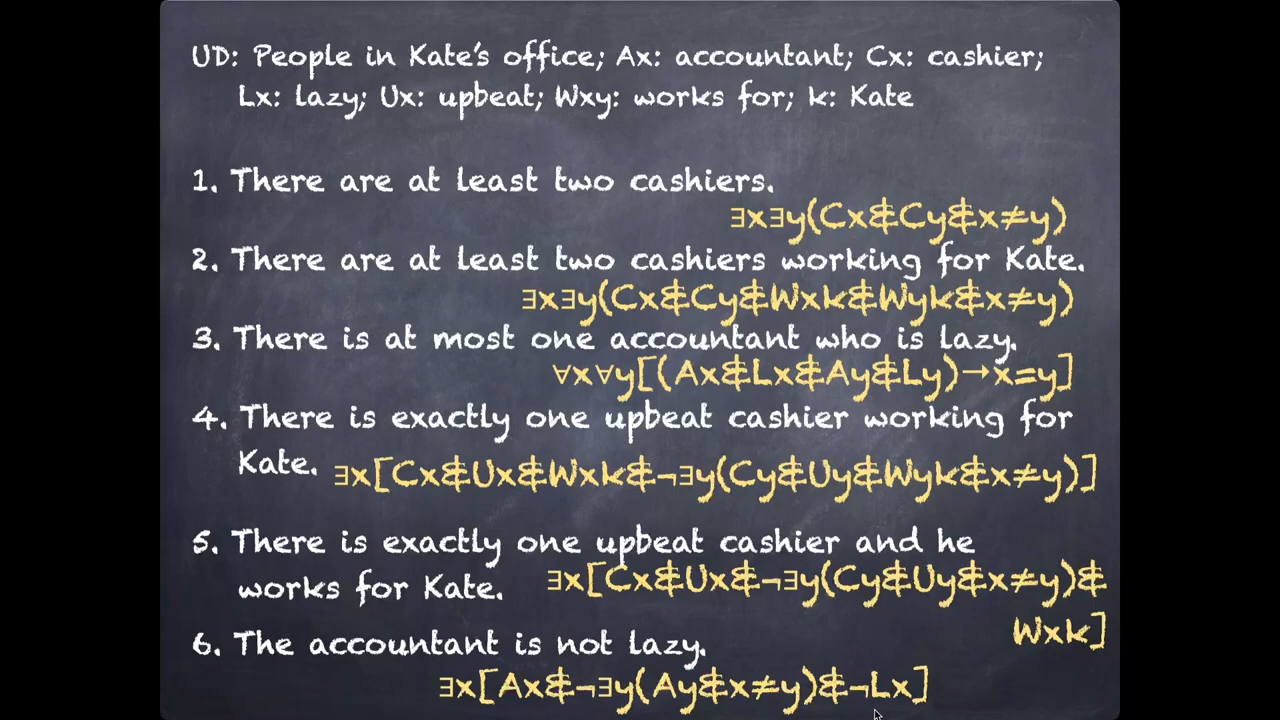 UD: People in Kate's office; Ax: accountant; Cx: cashier;
Lx: lazy; Ux: upbeat; Wxy: works for; k: Kate
1. There are at least two cashiers.
∃x∃y(Cx&Cy&x≠y)
2. There are at least two cashiers working for Kate.
∃x∃y(Cx&Cy&Wxk&Wyk&x≠y)
3. There is at most one accountant who is lazy.
∀x∀y[(Ax&Lx&Ay&Ly)→x=y]
4. There is exactly one upbeat cashier working for
Kate. ∃x[Cx&Ux&Wxk&¬∃y(Cy&Uy&Wyk&x≠y)]
5. There is exactly one upbeat cashier and he
works for Kate. ∃x[Cx&Ux&¬∃y(Cy&Uy&x≠y)&
Wxk]
6. The accountant is not lazy.
∃x[Ax&¬∃y(Ay&x≠y)&¬Lx]